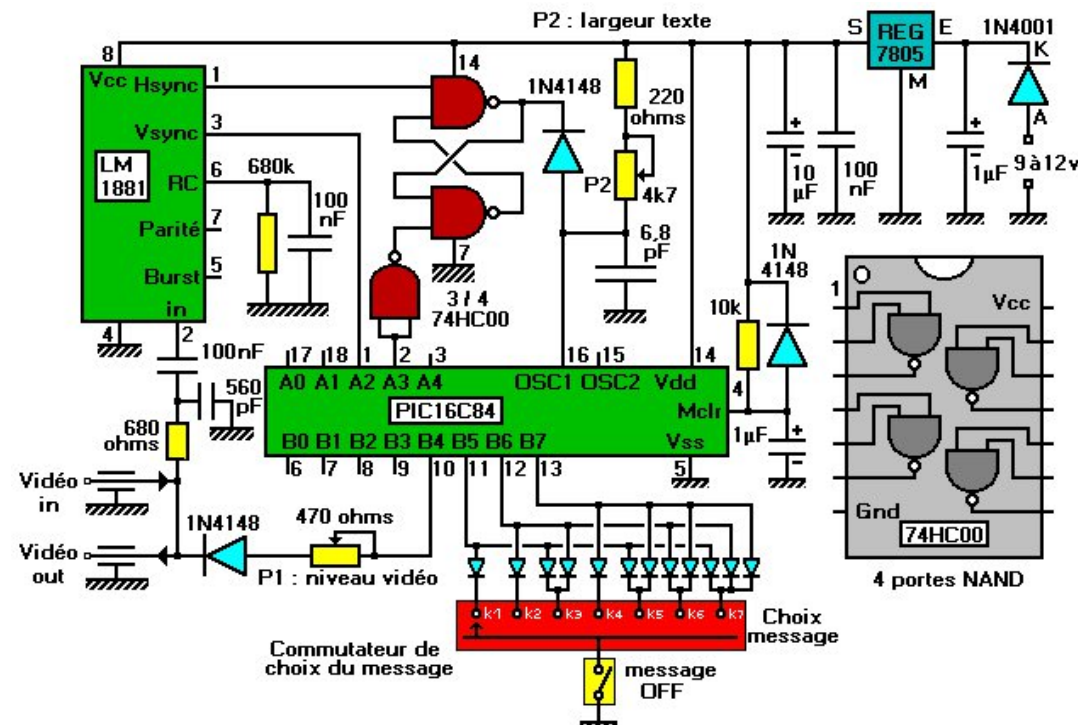 P2 : largeur texte
S
REG
7805
E
M
1N4001
K
A
9 à12v
8
Vcc
Hsync
1
Vsync
3
LM
1881
RC
6
Parité
7
Burst
5
in
2
4
680k
100
nF
14
7
3 / 4
74HC00
1N4148
220
ohms
P2
4k7
6,8
pF
+
-
10
µF
100
nF
+
-
1µF
1N
4148
10k
100nF
560
pF
680
ohms
17 18 1 2 3 16 15 14
A0 A1 A2 A3 A4 OSC1 OSC2 Vdd
PIC16C84
Mclr
4
Vss
5
B0 B1 B2 B3 B4 B5 B6 B7
6 7 8 9 10 11 12 13
1µF
+
-
Vidéo
in
Vidéo
out
1N4148
470 ohms
P1 : niveau vidéo
k1 k2 k3 k4 k5 k6 k7
Choix
message
Commutateur de
choix du message
message
OFF
1
Vcc
Gnd
74HC00
4 portes NAND